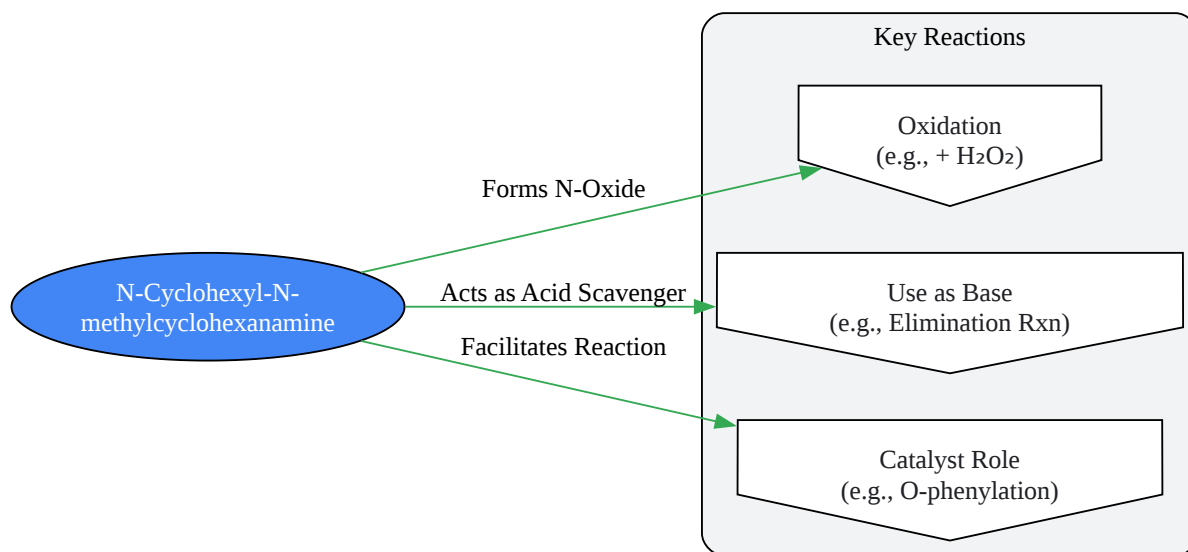 Key Reactions
Oxidation
(e.g., + H₂O₂)
Forms N-Oxide
N-Cyclohexyl-N-
methylcyclohexanamine
Acts as Acid Scavenger
Use as Base
(e.g., Elimination Rxn)
Facilitates Reaction
Catalyst Role
(e.g., O-phenylation)